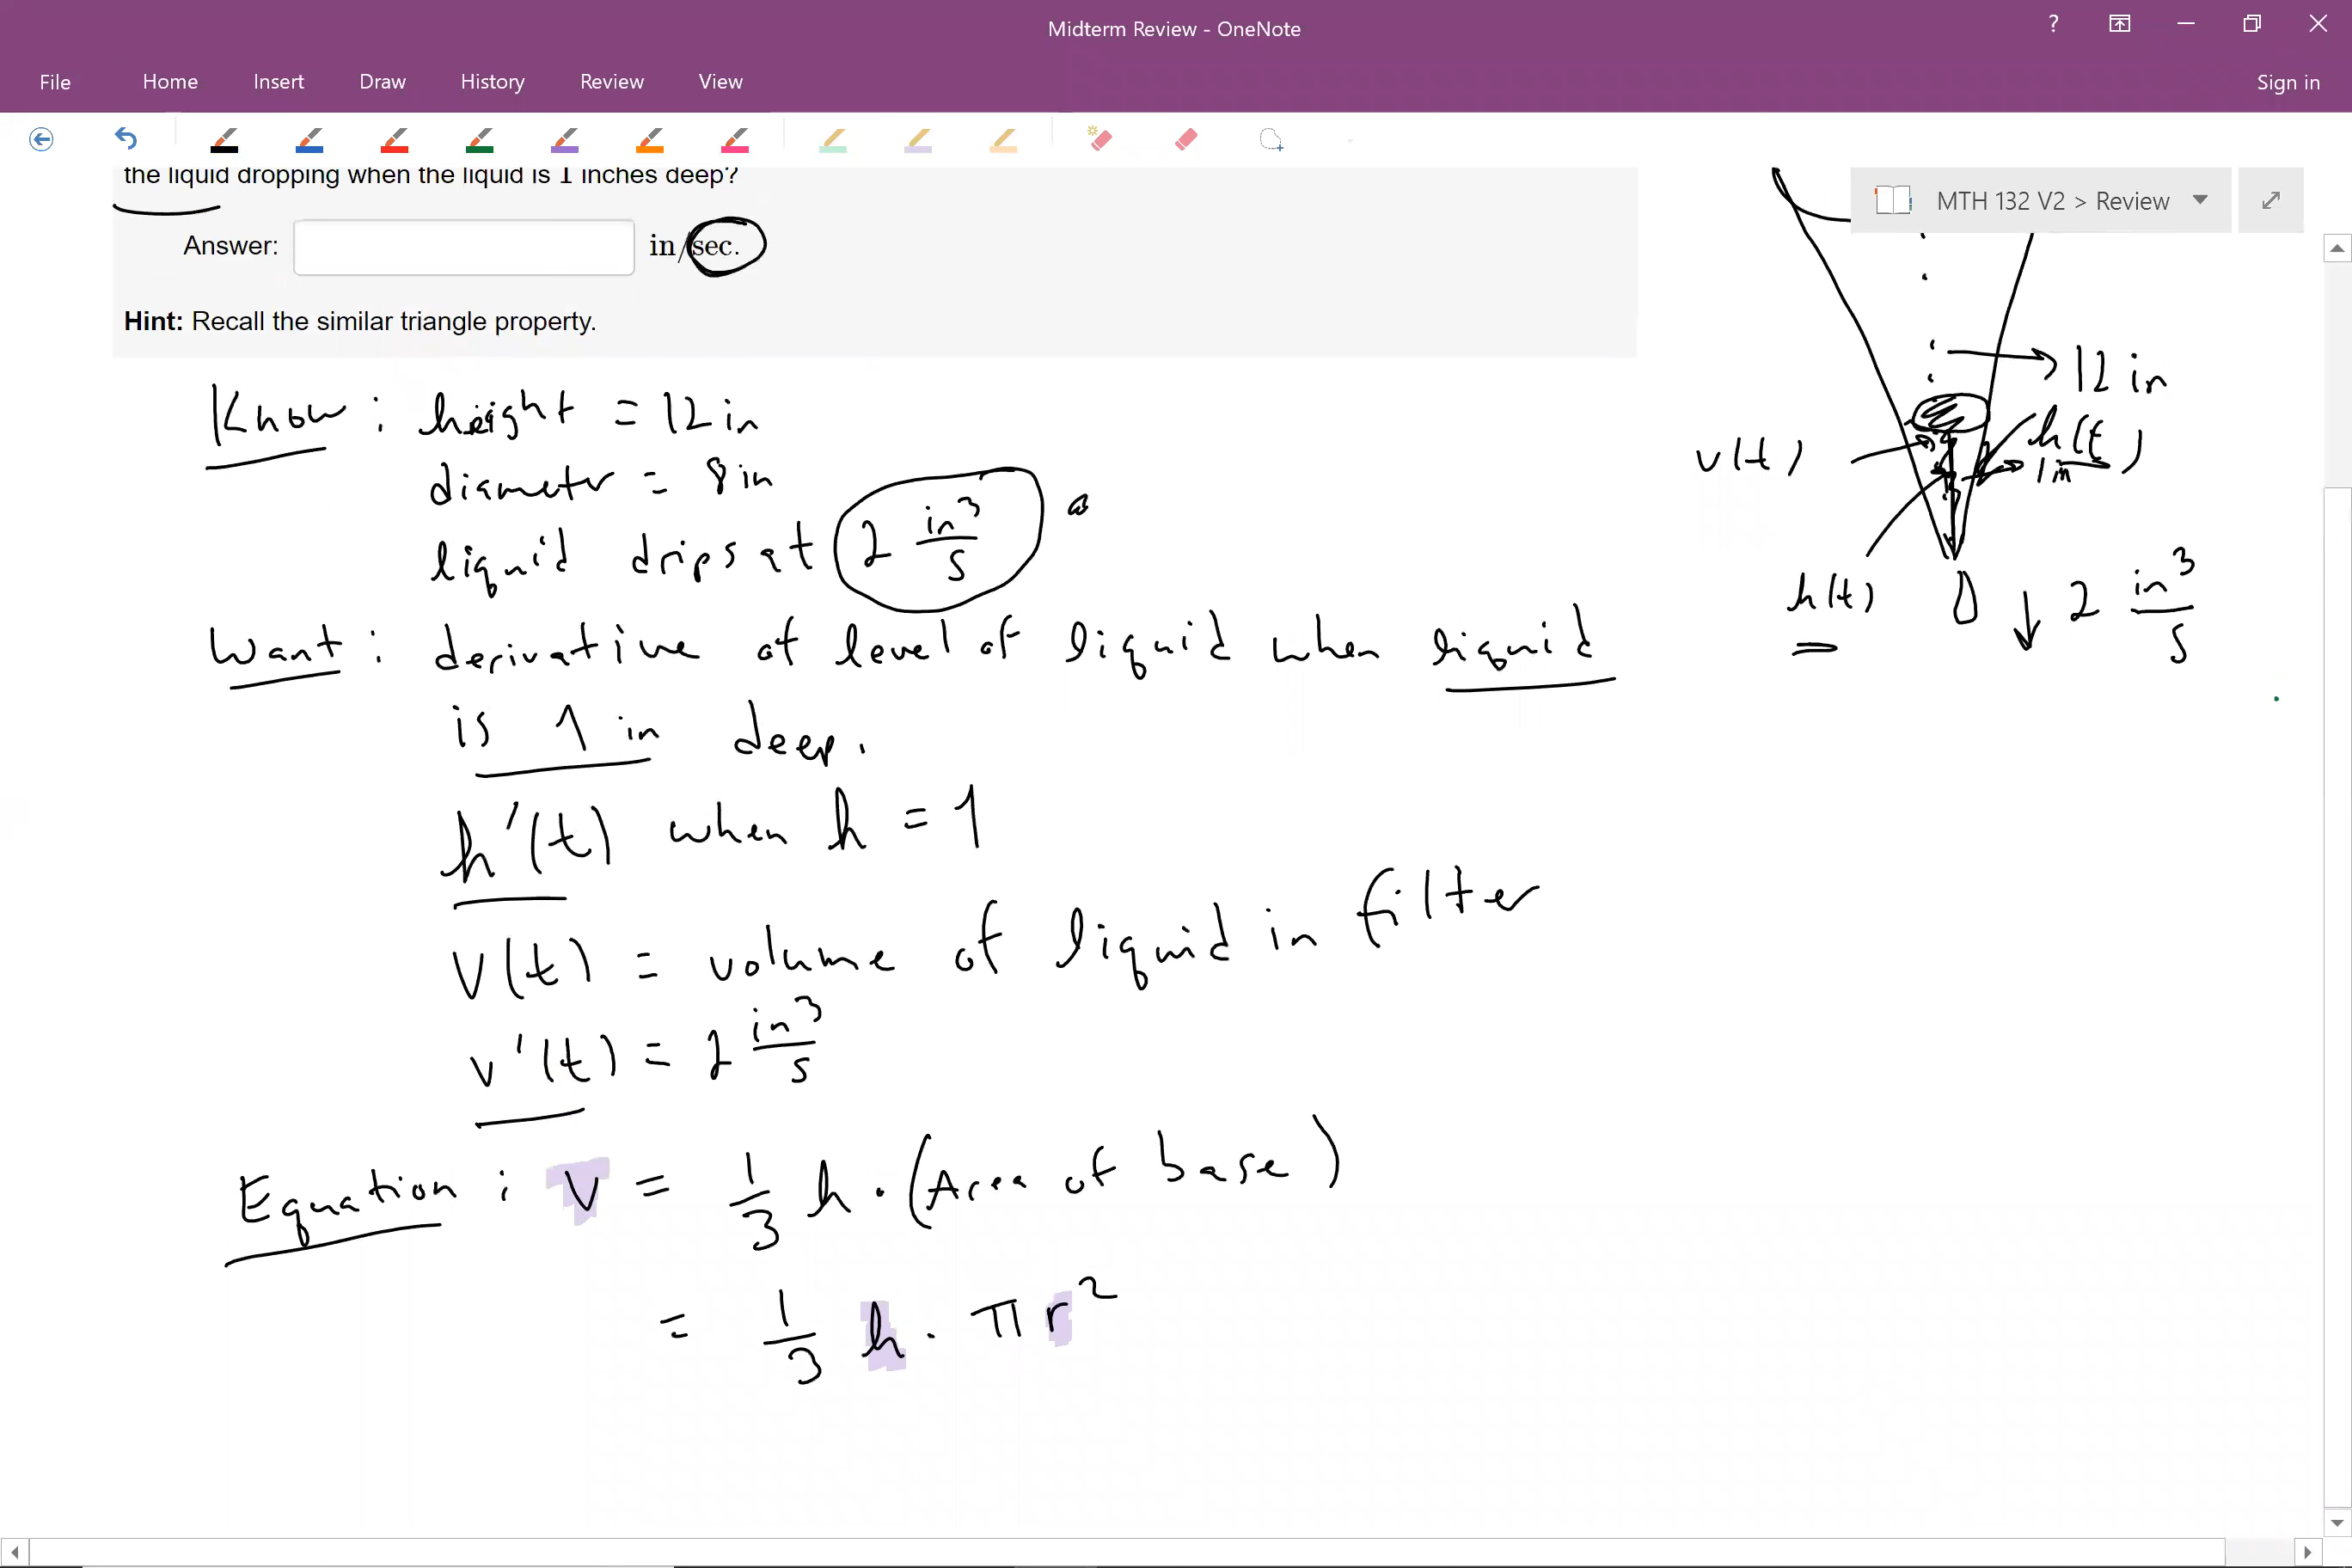 Midterm Review - OneNote
File Home Insert Draw History Review View Sign in
MTH 132 V2 > Review
the liquid dropping when the liquid is 1 inches deep?
Answer: in/sec.
Hint: Recall the similar triangle property.
Know: height = 12 in
diameter = 8 in
liquid drips at 2 in³/s
Want: derivative of level of liquid when liquid
is 1 in deep.
h'(t) when h = 1
V(t) = volume of liquid in filter
v'(t) = 2 in³/s
Equation: V = 1/3 h · (Area of base)
= 1/3 h · π r²
12 in
h(t)
1 in
v(t)
h(t)
2 in³/s